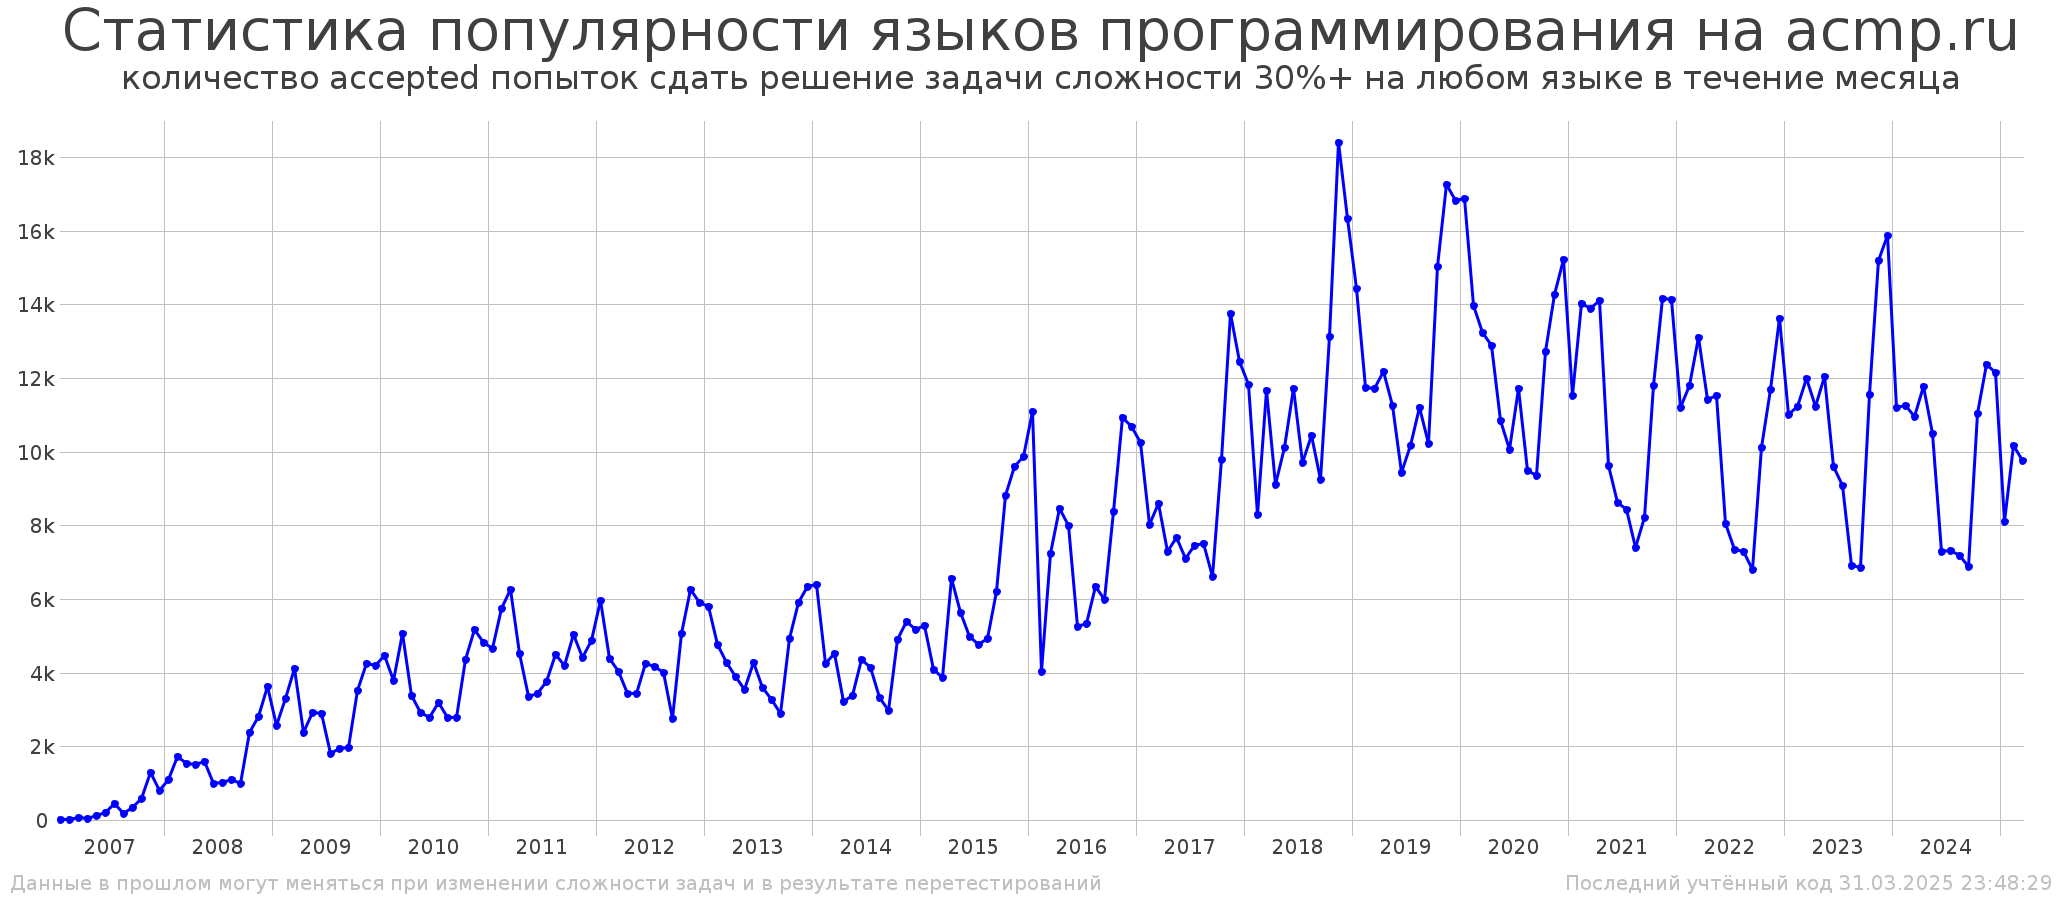 Статистика популярности языков программирования на acmp.ru
количество accepted попыток сдать решение задачи сложности 30%+ на любом языке в течение месяца
18k
16k
14k
12k
10k
8k
6k
4k
2k
0
2007 2008 2009 2010 2011 2012 2013 2014 2015 2016 2017 2018 2019 2020 2021 2022 2023 2024
Данные в прошлом могут меняться при изменении сложности задач и в результате перетестирований
Последний учтённый код 31.03.2025 23:48:29